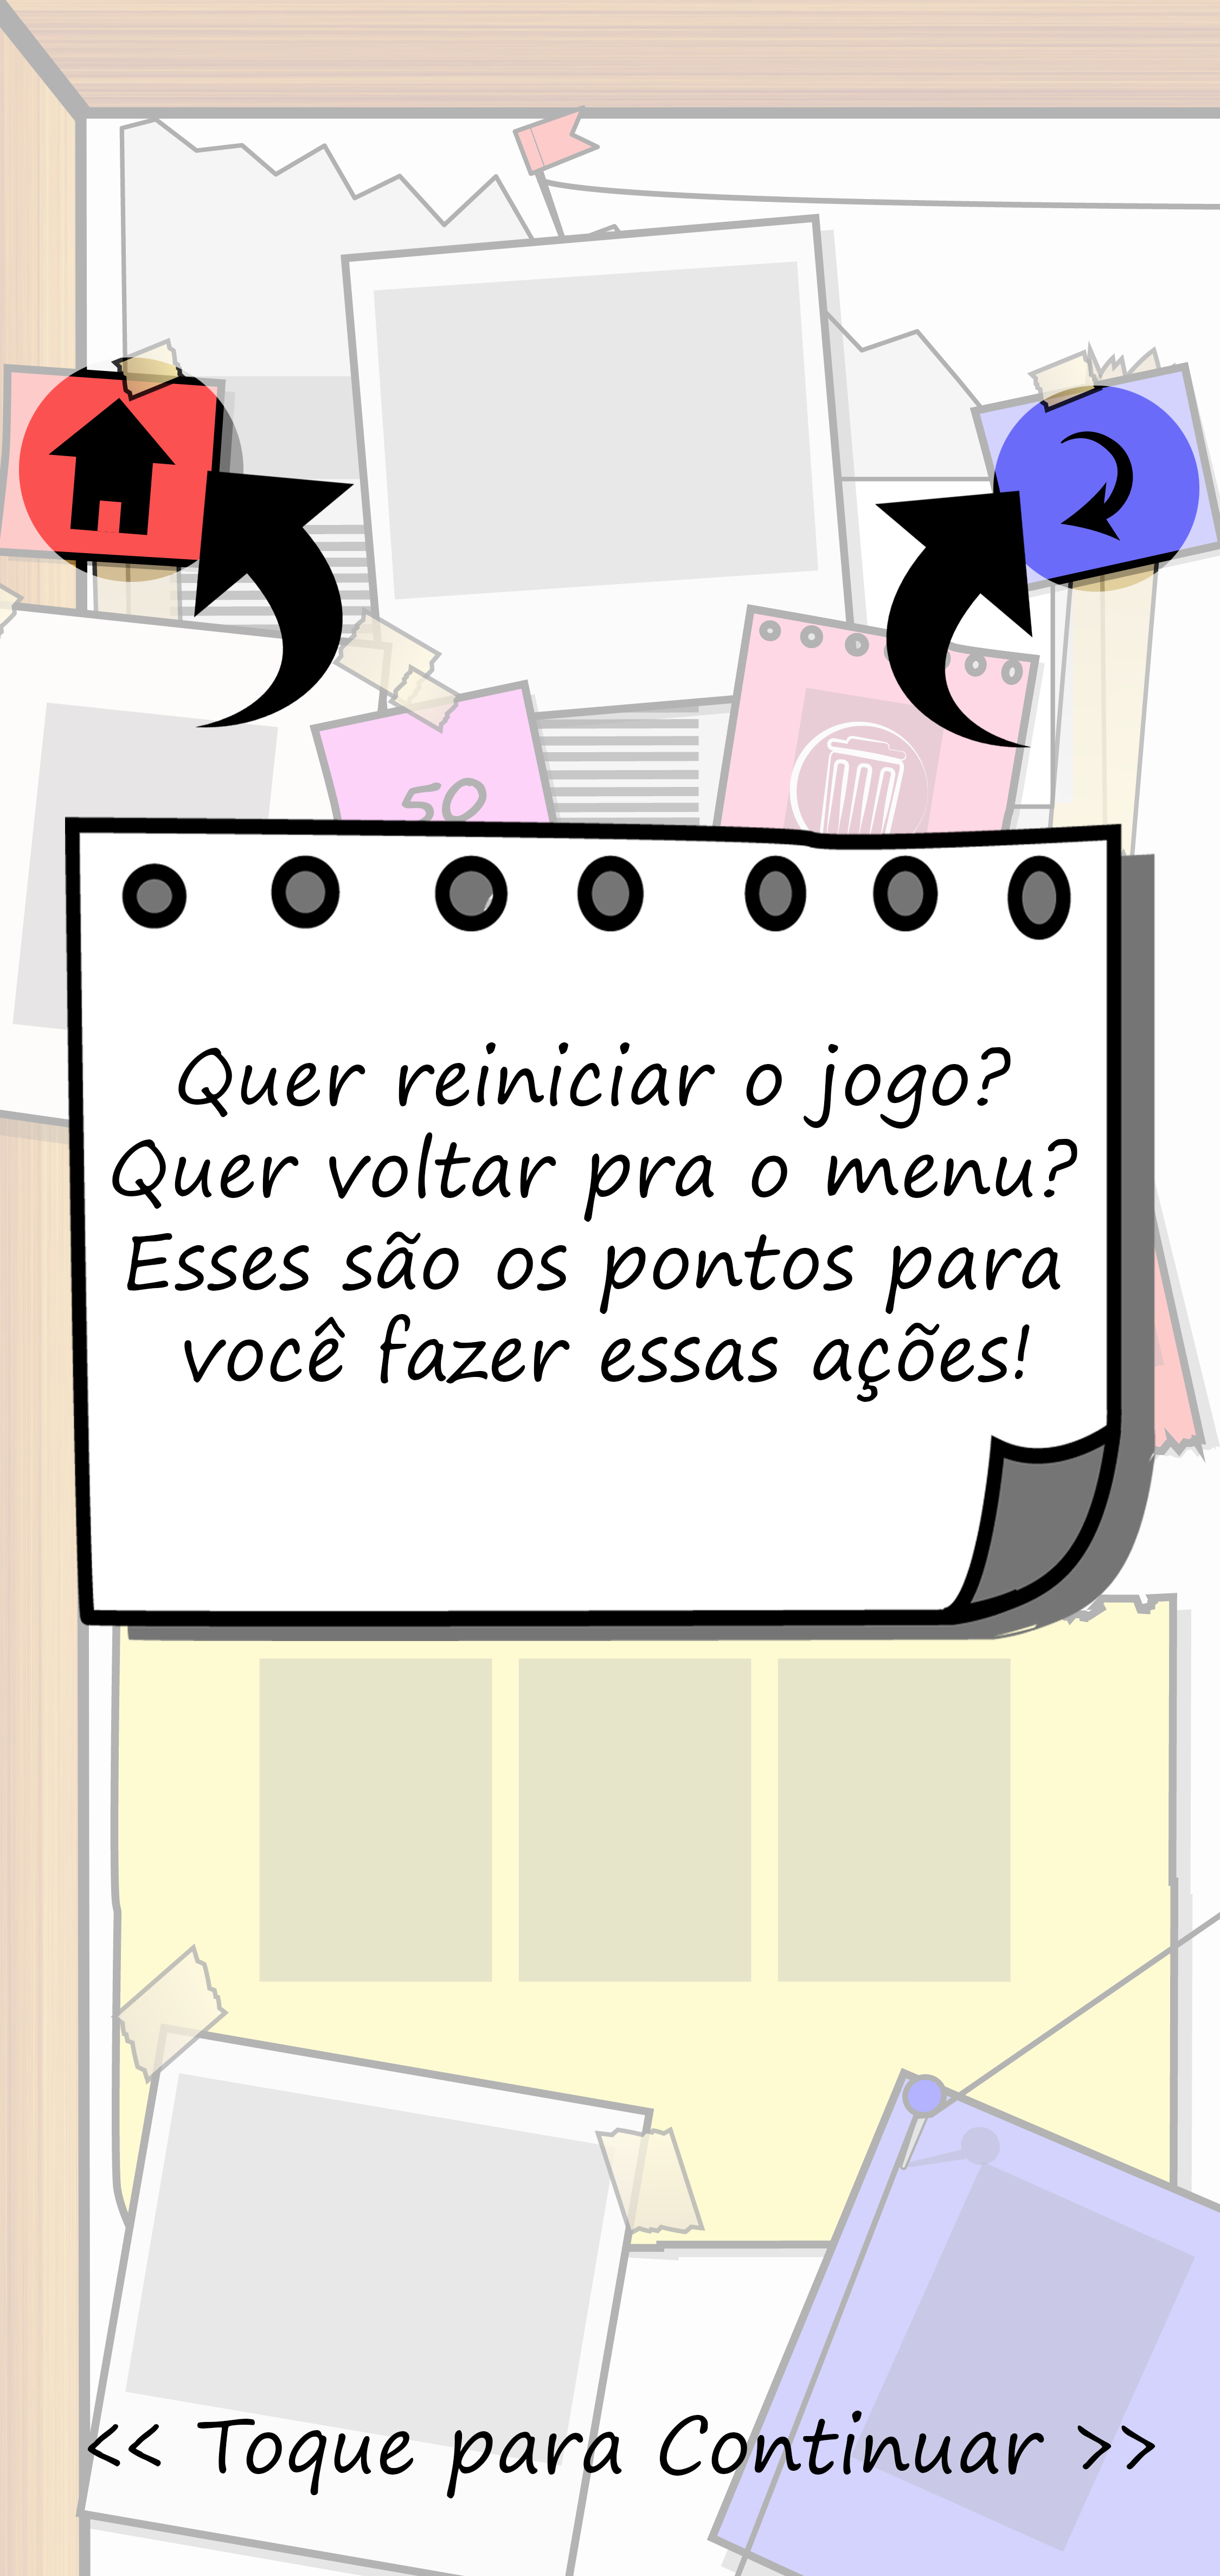 50
Quer reiniciar o jogo?
Quer voltar pra o menu?
Esses são os pontos para
você fazer essas ações!
<< Toque para Continuar >>